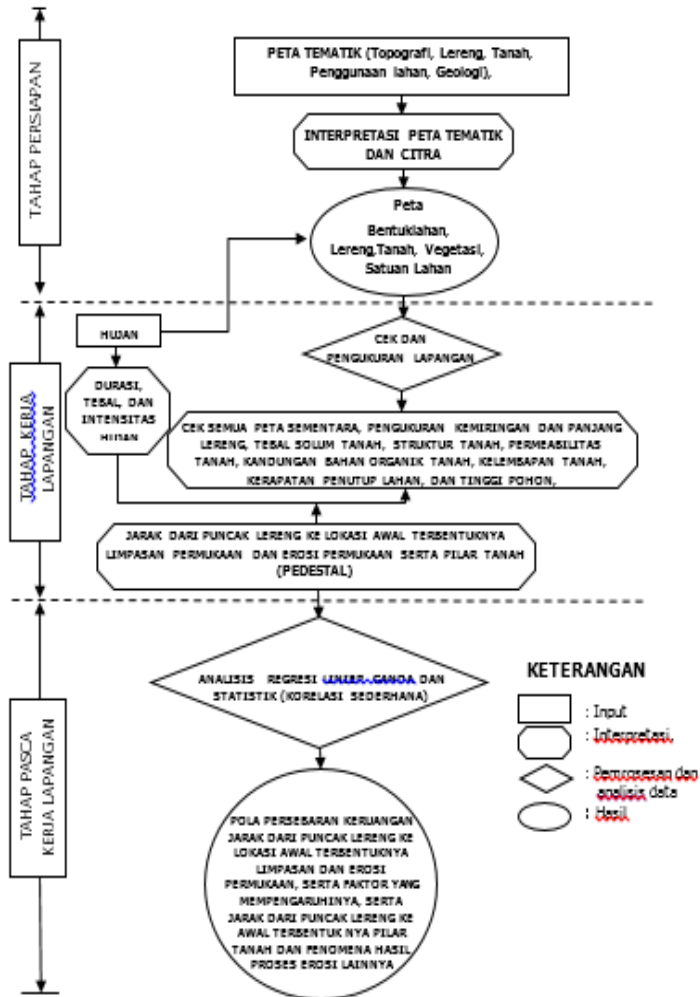 TAHAP PERSIAPAN
PETA TEMATIK (Topografi, Lereng, Tanah,
Penggunaan lahan, Geologi),
INTERPRETASI PETA TEMATIK
DAN CITRA
Peta
Bentuklahan,
Lereng,Tanah, Vegetasi,
Satuan Lahan
TAHAP KERJA
LAPANGAN
HUJAN
DURASI,
TEBAL, DAN
INTENSITAS
HUJAN
CEK DAN
PENGUKURAN LAPANGAN
CEK SEMUA PETA SEMENTARA, PENGUKURAN KEMIRINGAN DAN PANJANG
LERENG, TEBAL SOLUM TANAH, STRUKTUR TANAH, PERMEABILITAS
TANAH, KANDUNGAN BAHAN ORGANIK TANAH, KELEMBAPAN TANAH,
KERAPATAN PENUTUP LAHAN, DAN TINGGI POHON,
JARAK DARI PUNCAK LERENG KE LOKASI AWAL TERBENTUKNYA
LIMPASAN PERMUKAAN DAN EROSI PERMUKAAN SERTA PILAR TANAH
(PEDESTAL)
TAHAP PASCA
KERJA LAPANGAN
ANALISIS REGRESI LINIER GANDA DAN
STATISTIK (KORELASI SEDERHANA)
POLA PERSEBARAN KERUANGAN
JARAK DARI PUNCAK LERENG KE
LOKASI AWAL TERBENTUKNYA
LIMPASAN DAN EROSI
PERMUKAAN, SERTA FAKTOR YANG
MEMPENGARUHINYA, SERTA
JARAK DARI PUNCAK LERENG KE
AWAL TERBENTUK NYA PILAR
TANAH DAN FENOMENA HASIL
PROSES EROSI LAINNYA
KETERANGAN
: Input
: Interpretasi,
: Pemrosesan dan
analisis data
: Hasil